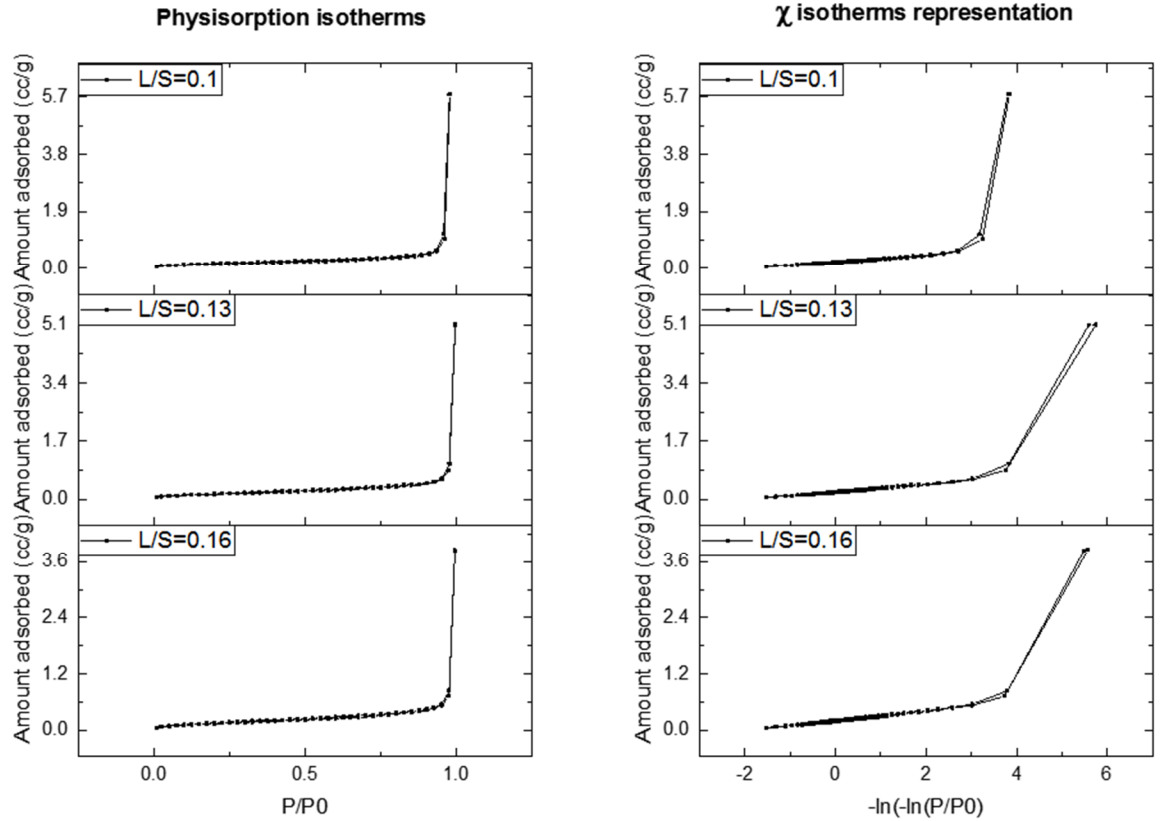 Physisorption isotherms
L/S=0.1
5.7
3.8
1.9
0.0
Amount adsorbed (cc/g)
L/S=0.13
5.1
3.4
1.7
0.0
Amount adsorbed (cc/g)
L/S=0.16
3.6
2.4
1.2
0.0
Amount adsorbed (cc/g)
0.0 0.5 1.0
P/P0
χ isotherms representation
L/S=0.1
5.7
3.8
1.9
0.0
Amount adsorbed (cc/g)
L/S=0.13
5.1
3.4
1.7
0.0
Amount adsorbed (cc/g)
L/S=0.16
3.6
2.4
1.2
0.0
Amount adsorbed (cc/g)
-2 0 2 4 6
-ln(-ln(P/P0)